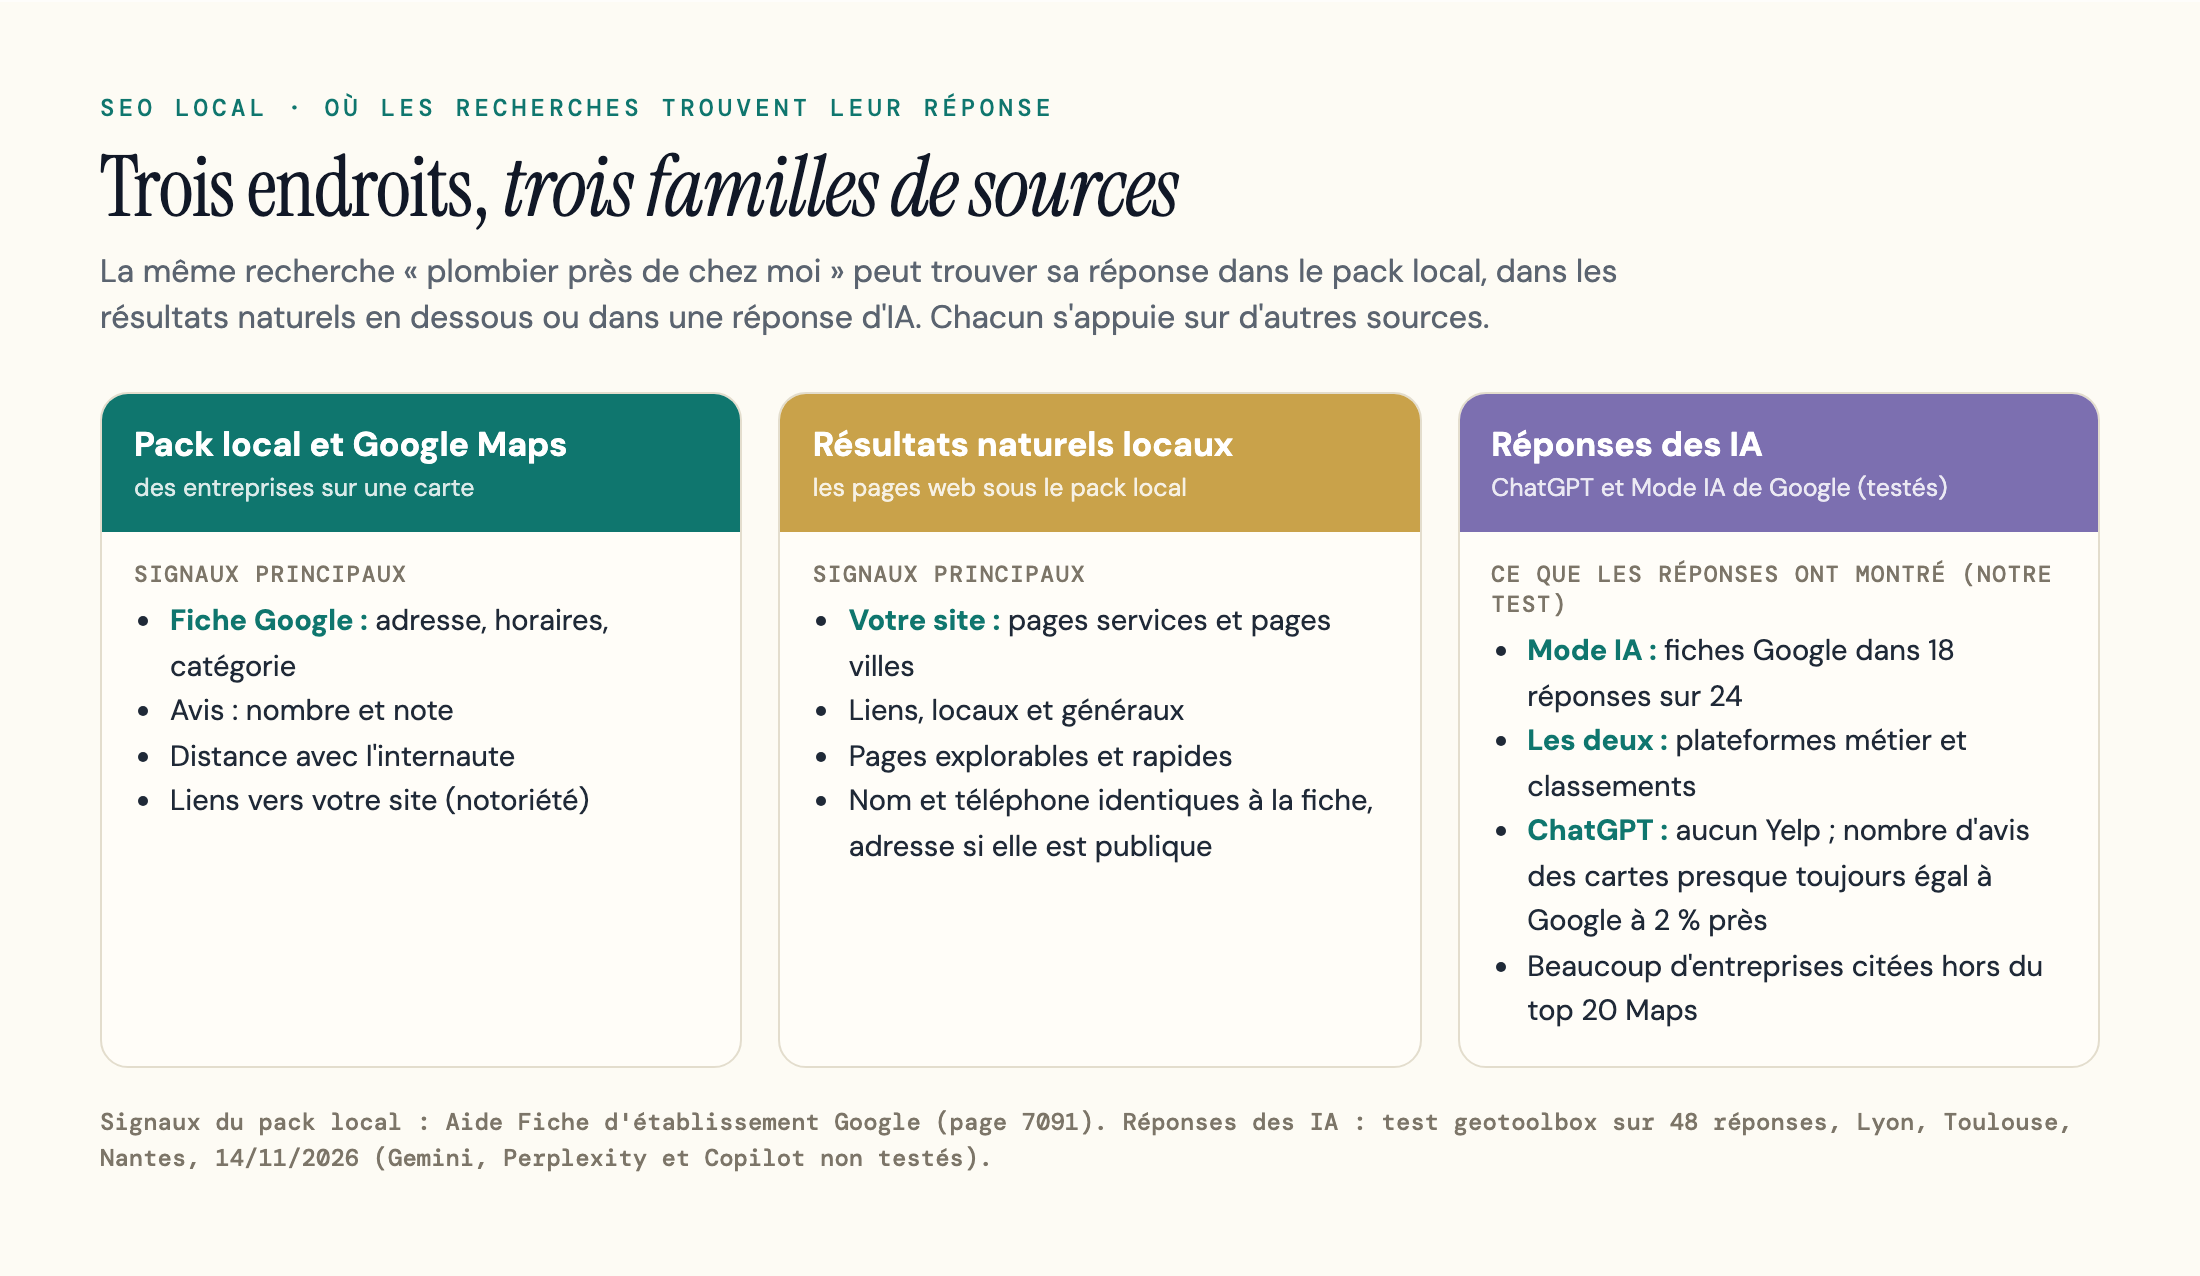 SEO LOCAL · OÙ LES RECHERCHES TROUVENT LEUR RÉPONSE
Trois endroits, trois familles de sources
La même recherche « plombier près de chez moi » peut trouver sa réponse dans le pack local, dans les
résultats naturels en dessous ou dans une réponse d'IA. Chacun s'appuie sur d'autres sources.
Pack local et Google Maps
des entreprises sur une carte
SIGNAUX PRINCIPAUX
• Fiche Google : adresse, horaires,
catégorie
• Avis : nombre et note
• Distance avec l'internaute
• Liens vers votre site (notoriété)
Résultats naturels locaux
les pages web sous le pack local
SIGNAUX PRINCIPAUX
• Votre site : pages services et pages
villes
• Liens, locaux et généraux
• Pages explorables et rapides
• Nom et téléphone identiques à la fiche,
adresse si elle est publique
Réponses des IA
ChatGPT et Mode IA de Google (testés)
CE QUE LES RÉPONSES ONT MONTRÉ (NOTRE
TEST)
• Mode IA : fiches Google dans 18
réponses sur 24
• Les deux : plateformes métier et
classements
• ChatGPT : aucun Yelp ; nombre d'avis
des cartes presque toujours égal à
Google à 2 % près
• Beaucoup d'entreprises citées hors du
top 20 Maps
Signaux du pack local : Aide Fiche d'établissement Google (page 7091). Réponses des IA : test geotoolbox sur 48 réponses, Lyon, Toulouse,
Nantes, 14/11/2026 (Gemini, Perplexity et Copilot non testés).